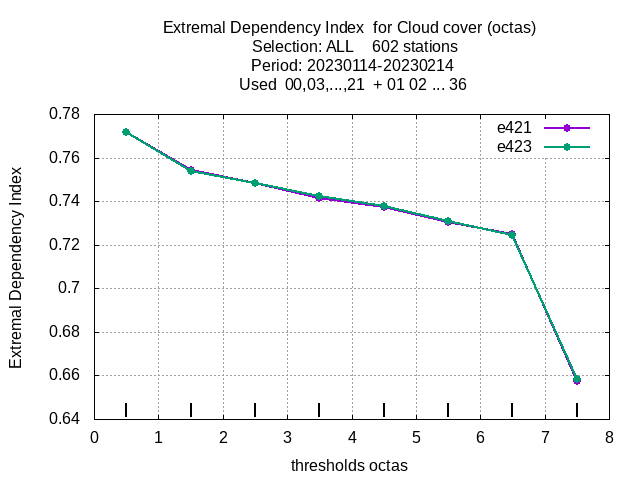 Extremal Dependency Index  for Cloud cover (octas)
Selection: ALL    602 stations
Period: 20230114-20230214
Used  00,03,...,21  + 01 02 ... 36
e421
e423
0.78
0.76
0.74
0.72
0.7
0.68
0.66
0.64
Extremal Dependency Index
0 1 2 3 4 5 6 7 8
thresholds octas